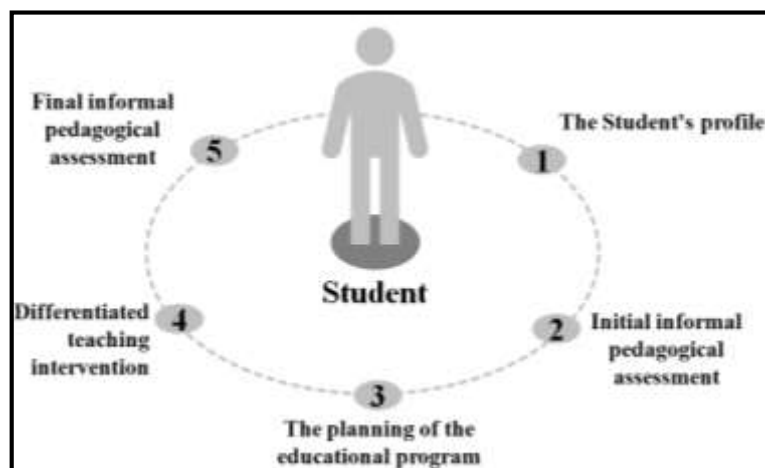 The Student's profile
1
2
Initial informal
pedagogical
assessment
3
The planning of the
educational program
4
Differentiated
teaching
intervention
5
Final informal
pedagogical
assessment
Student